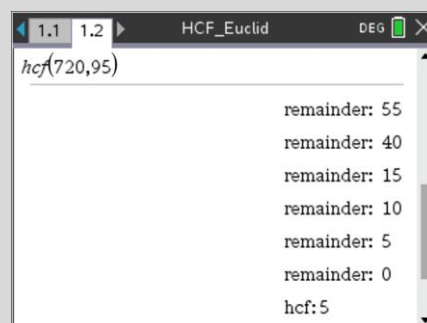 1.1 1.2 HCF_Euclid DEG
hcf(720,95)
remainder: 55
remainder: 40
remainder: 15
remainder: 10
remainder: 5
remainder: 0
hcf:5